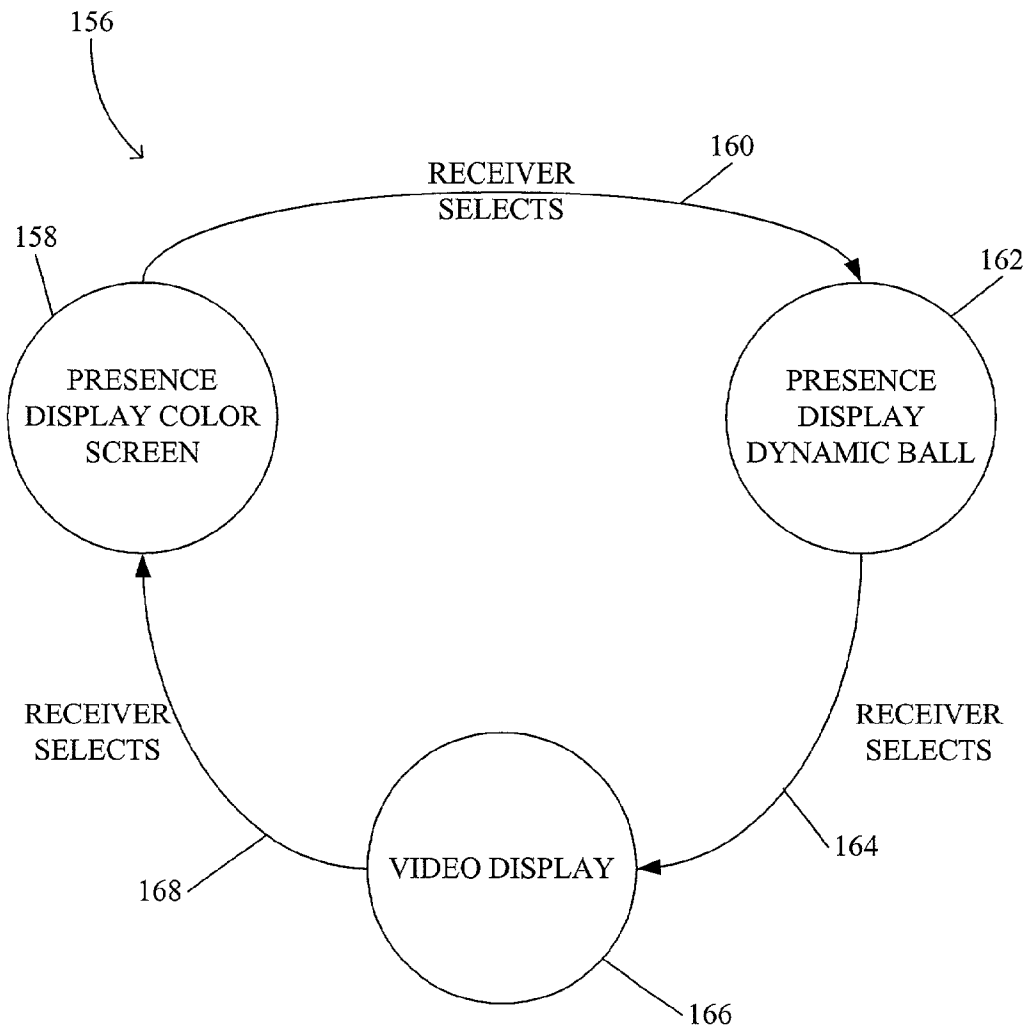 156
RECEIVER
SELECTS
160
158
162
PRESENCE
DISPLAY COLOR
SCREEN
PRESENCE
DISPLAY
DYNAMIC BALL
RECEIVER
SELECTS
RECEIVER
SELECTS
164
VIDEO DISPLAY
168
166